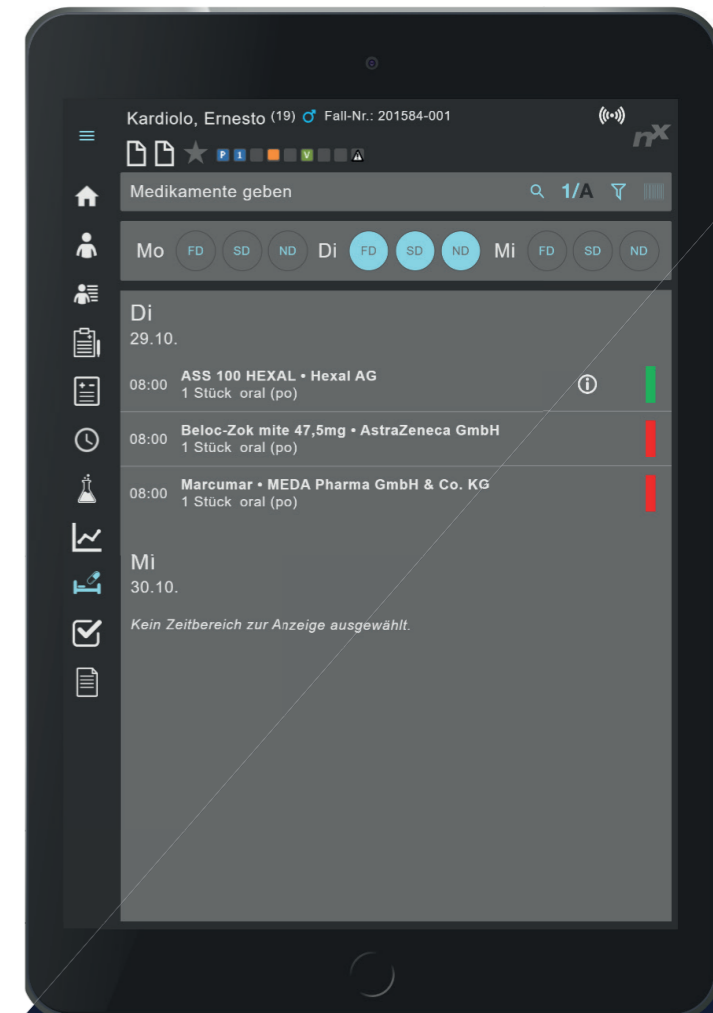 Kardiolo, Ernesto (19) ♂ Fall-Nr.: 201584-001
nx
P 1 V
Medikamente geben 1/A
Mo FD SD ND Di FD SD ND Mi FD SD ND
Di
29.10.
08:00 ASS 100 HEXAL • Hexal AG
1 Stück oral (po)
08:00 Beloc-Zok mite 47,5mg • AstraZeneca GmbH
1 Stück oral (po)
08:00 Marcumar • MEDA Pharma GmbH & Co. KG
1 Stück oral (po)
Mi
30.10.
Kein Zeitbereich zur Anzeige ausgewählt.